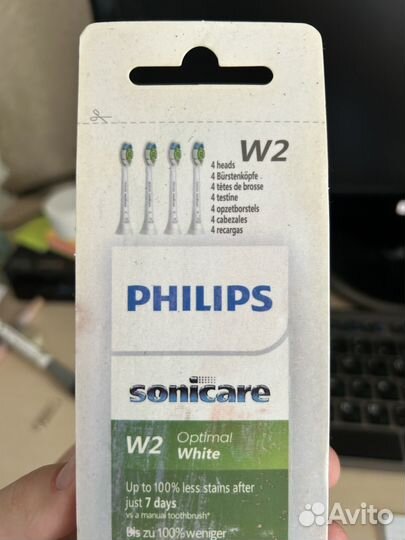 W2
4 heads
4 Bürstenköpfe
4 têtes de brosse
4 testine
4 opzetborstels
4 cabezales
4 recargas
PHILIPS
sonicare
W2 Optimal White
Up to 100% less stains after
just 7 days
vs a manual toothbrush*
Bis zu 100% weniger
Avito